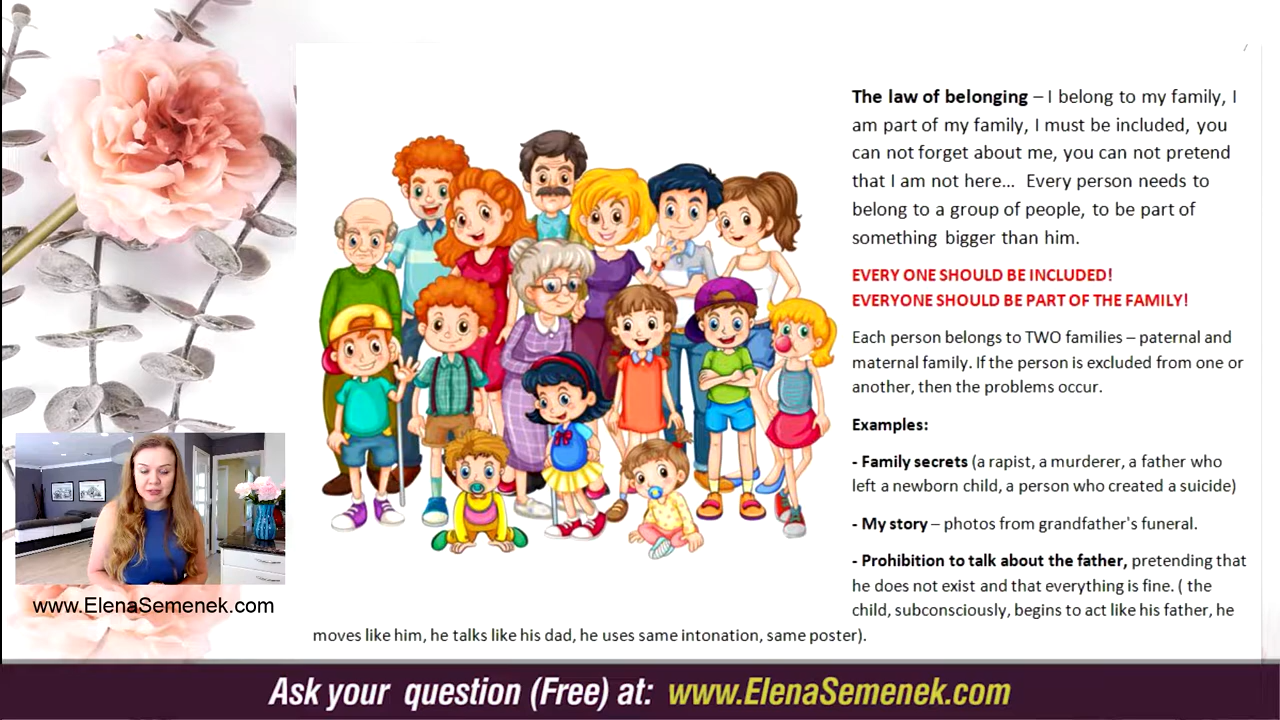 The law of belonging – I belong to my family, I
am part of my family, I must be included, you
can not forget about me, you can not pretend
that I am not here... Every person needs to
belong to a group of people, to be part of
something bigger than him.
EVERY ONE SHOULD BE INCLUDED!
EVERYONE SHOULD BE PART OF THE FAMILY!
Each person belongs to TWO families – paternal and
maternal family. If the person is excluded from one or
another, then the problems occur.
Examples:
- Family secrets (a rapist, a murderer, a father who
left a newborn child, a person who created a suicide)
- My story – photos from grandfather's funeral.
- Prohibition to talk about the father, pretending that
he does not exist and that everything is fine. ( the
child, subconsciously, begins to act like his father, he
moves like him, he talks like his dad, he uses same intonation, same poster).
www.ElenaSemenek.com
Ask your question (Free) at: www.ElenaSemenek.com